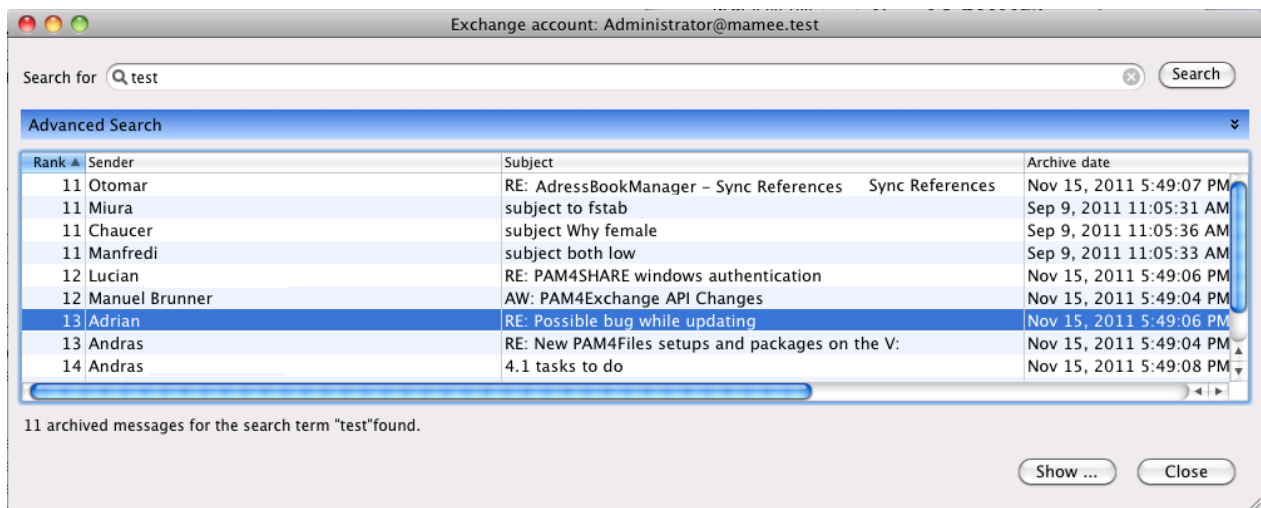 Exchange account: Administrator@mamee.test
Search for test Search
Advanced Search
Rank Sender Subject Archive date
11 Otomar RE: AdressBookManager – Sync References Sync References Nov 15, 2011 5:49:07 PM
11 Miura subject to fstab Sep 9, 2011 11:05:31 AM
11 Chaucer subject Why female Sep 9, 2011 11:05:36 AM
11 Manfredi subject both low Sep 9, 2011 11:05:33 AM
12 Lucian RE: PAM4SHARE windows authentication Nov 15, 2011 5:49:06 PM
12 Manuel Brunner AW: PAM4Exchange API Changes Nov 15, 2011 5:49:04 PM
13 Adrian RE: Possible bug while updating Nov 15, 2011 5:49:06 PM
13 Andras RE: New PAM4Files setups and packages on the V: Nov 15, 2011 5:49:04 PM
14 Andras 4.1 tasks to do Nov 15, 2011 5:49:08 PM
11 archived messages for the search term "test"found.
Show ... Close